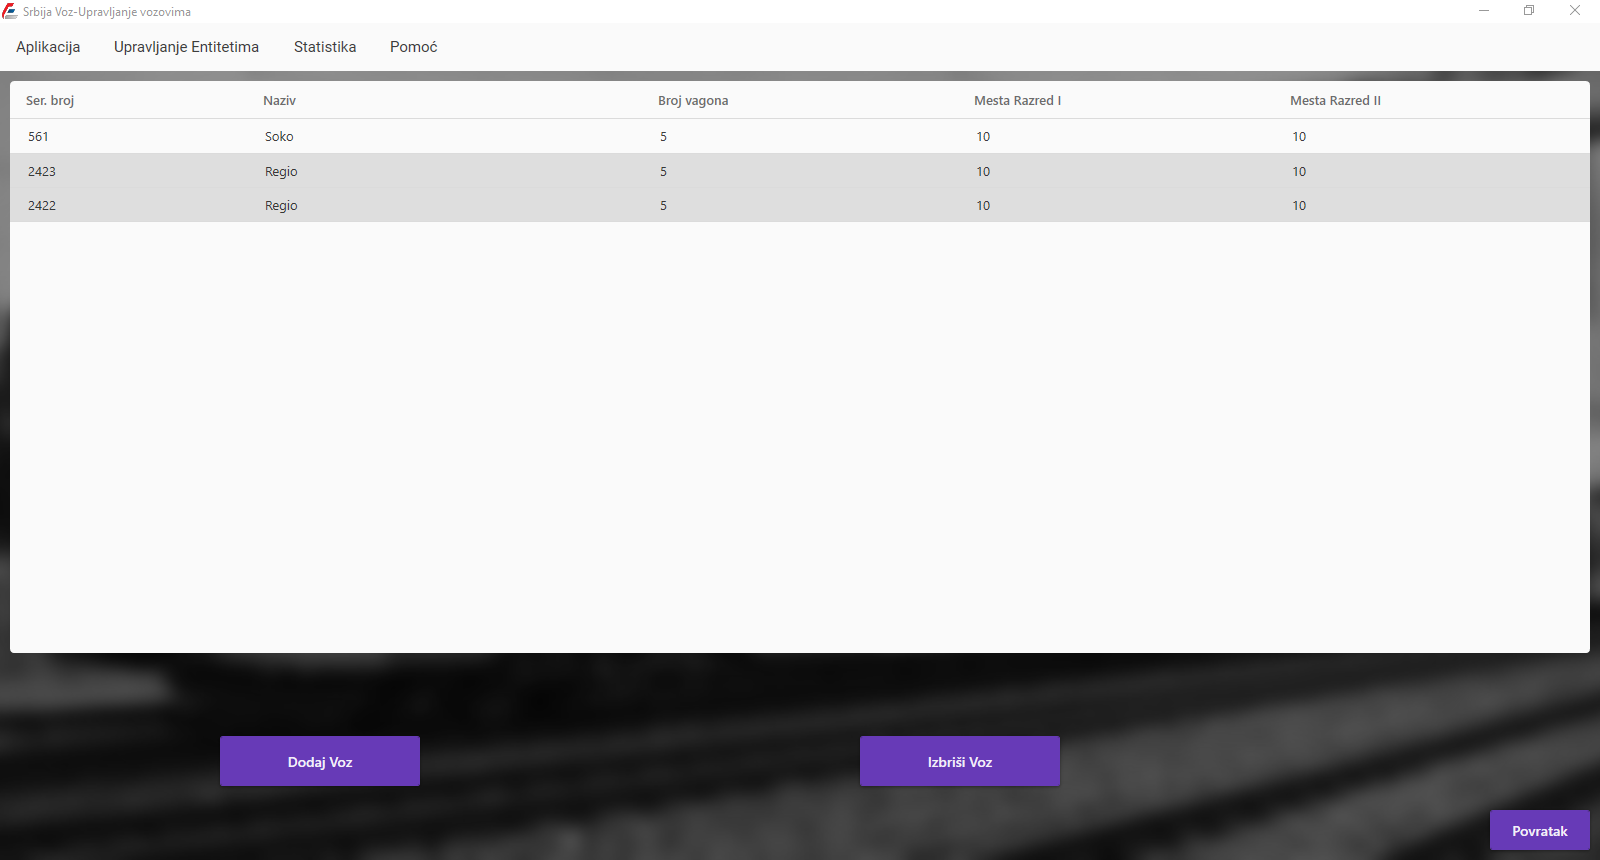 Srbija Voz-Upravljanje vozovima
Aplikacija Upravljanje Entitetima Statistika Pomoć
Ser. broj Naziv Broj vagona Mesta Razred I Mesta Razred II
561 Soko 5 10 10
2423 Regio 5 10 10
2422 Regio 5 10 10
Dodaj Voz Izbriši Voz
Povratak